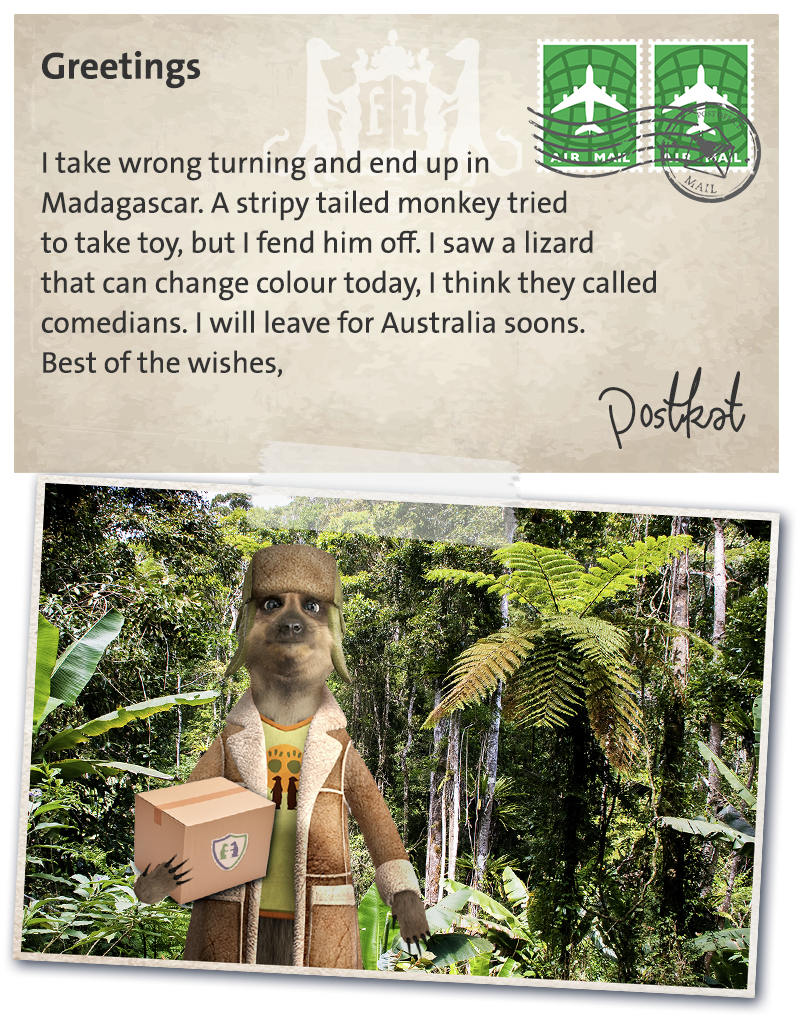 Greetings
I take wrong turning and end up in
Madagascar. A stripy tailed monkey tried
to take toy, but I fend him off. I saw a lizard
that can change colour today, I think they called
comedians. I will leave for Australia soons.
Best of the wishes,
Postkat
AIR MAIL
AIR MAIL
MAIL